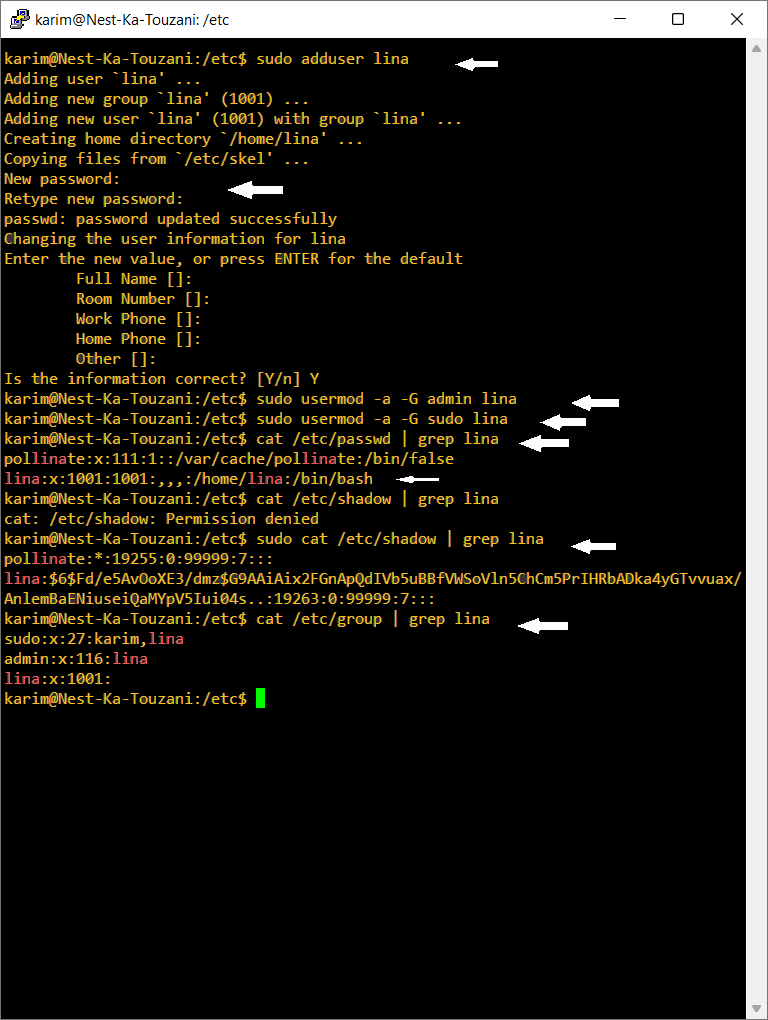 karim@Nest-Ka-Touzani: /etc
karim@Nest-Ka-Touzani:/etc$ sudo adduser lina
Adding user `lina' ...
Adding new group `lina' (1001) ...
Adding new user `lina' (1001) with group `lina' ...
Creating home directory `/home/lina' ...
Copying files from `/etc/skel' ...
New password:
Retype new password:
passwd: password updated successfully
Changing the user information for lina
Enter the new value, or press ENTER for the default
        Full Name []:
        Room Number []:
        Work Phone []:
        Home Phone []:
        Other []:
Is the information correct? [Y/n] Y
karim@Nest-Ka-Touzani:/etc$ sudo usermod -a -G admin lina
karim@Nest-Ka-Touzani:/etc$ sudo usermod -a -G sudo lina
karim@Nest-Ka-Touzani:/etc$ cat /etc/passwd | grep lina
pollinate:x:111:1::/var/cache/pollinate:/bin/false
lina:x:1001:1001:,,,:/home/lina:/bin/bash
karim@Nest-Ka-Touzani:/etc$ cat /etc/shadow | grep lina
cat: /etc/shadow: Permission denied
karim@Nest-Ka-Touzani:/etc$ sudo cat /etc/shadow | grep lina
pollinate:*:19255:0:99999:7:::
lina:$6$Fd/e5AvOoXE3/dmz$G9AAiAix2FGnApQdIVb5uBBfVWSoVln5ChCm5PrIHRbADka4yGTvvuax/
AnlemBaENiuseiQaMYpV5Iui04s..:19263:0:99999:7:::
karim@Nest-Ka-Touzani:/etc$ cat /etc/group | grep lina
sudo:x:27:karim,lina
admin:x:116:lina
lina:x:1001:
karim@Nest-Ka-Touzani:/etc$